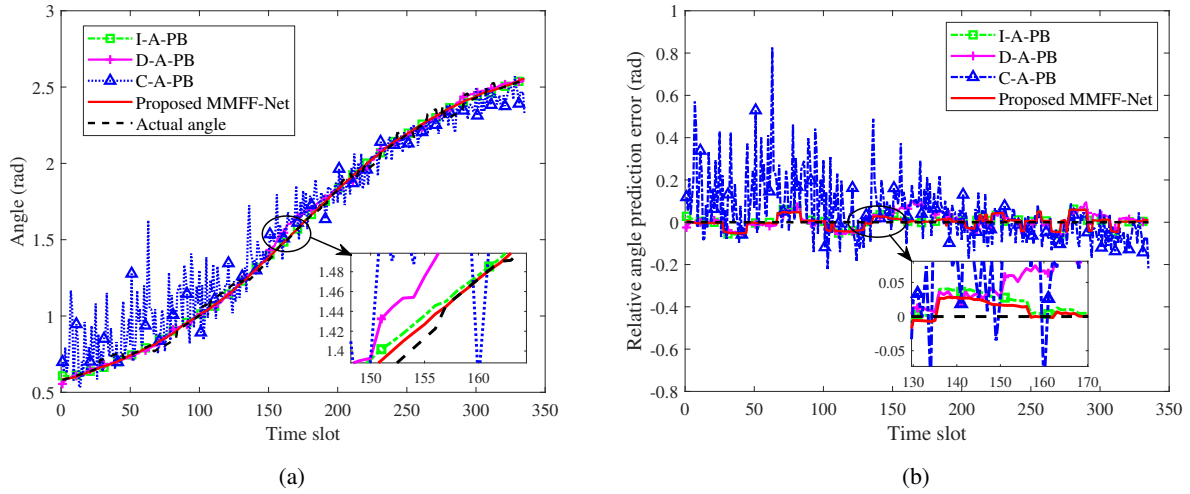 I-A-PB
D-A-PB
C-A-PB
Proposed MMFF-Net
Actual angle
Angle (rad)
3
2.5
2
1.5
1
0.5
0 50 100 150 200 250 300 350
Time slot
1.48
1.46
1.44
1.42
1.4
150 155 160
(a)
I-A-PB
D-A-PB
C-A-PB
Proposed MMFF-Net
Relative angle prediction error (rad)
1
0.8
0.6
0.4
0.2
0
-0.2
-0.4
-0.6
-0.8
0 50 100 150 200 250 300 350
Time slot
0.05
0
-0.05
130 140 150 160 170
(b)